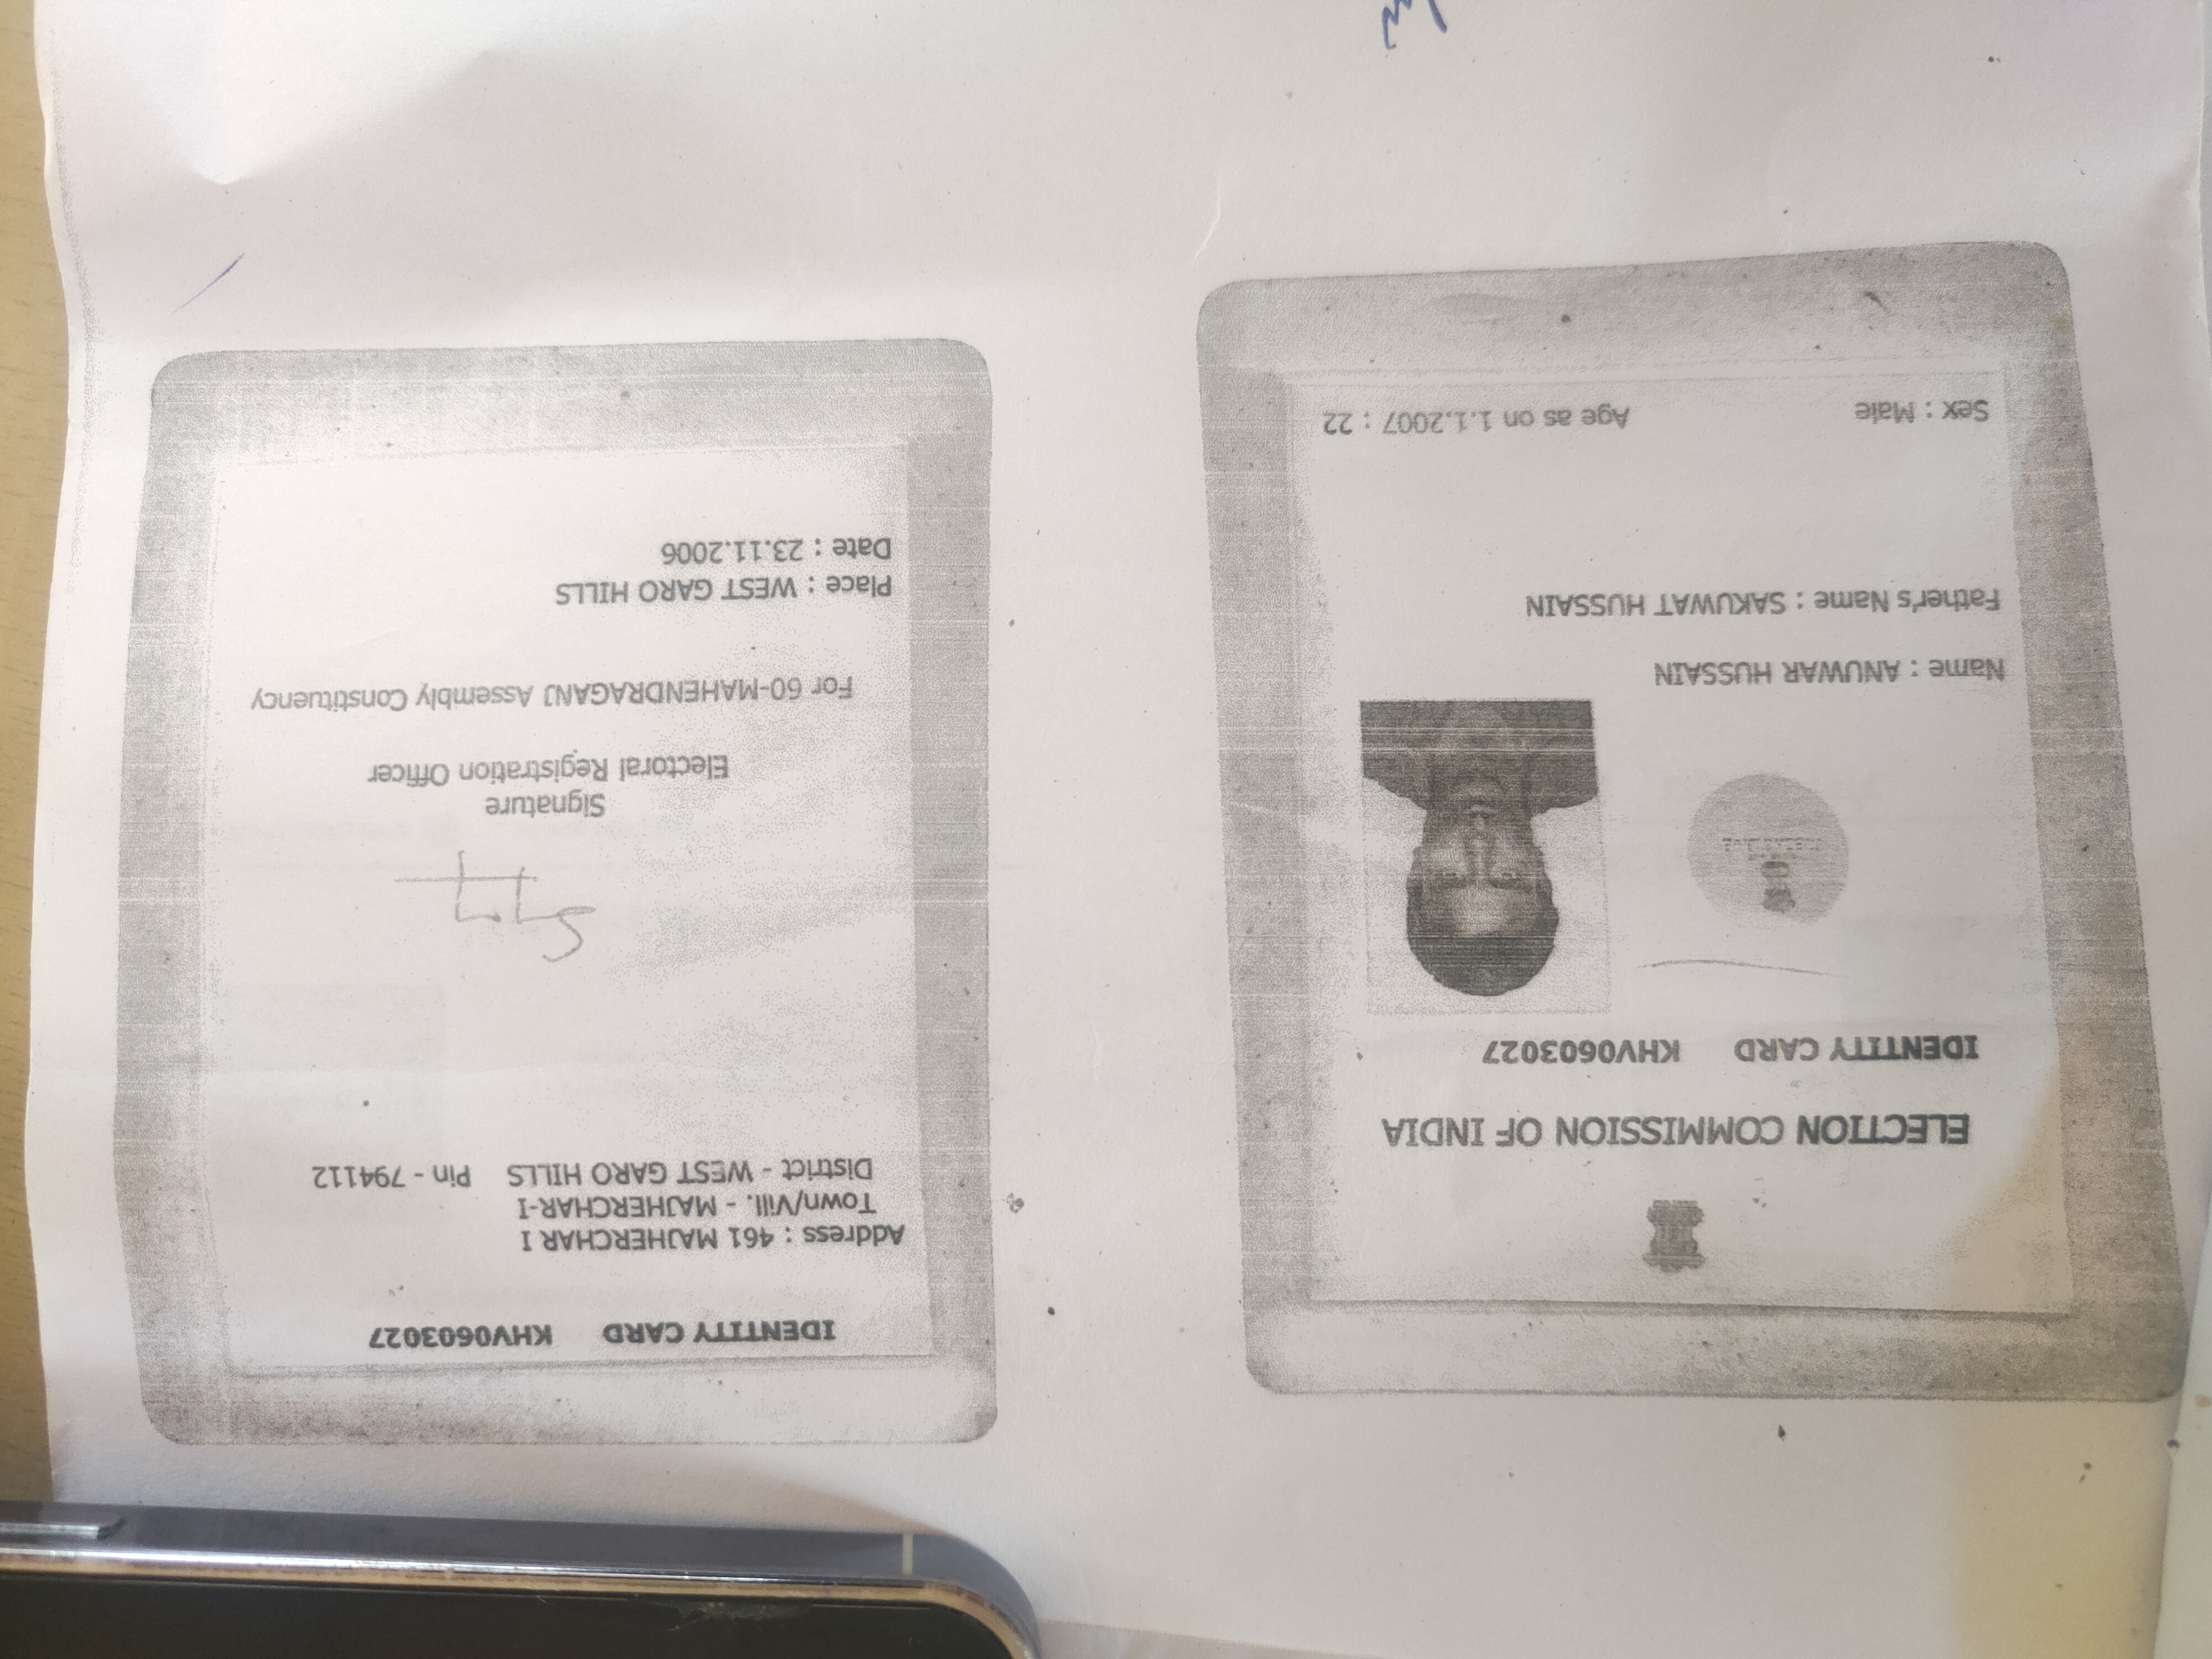 ELECTION COMMISSION OF INDIA
IDENTITY CARD KHV0603027
Name : ANUWAR HUSSAIN
Father's Name : SAKUWAT HUSSAIN
Sex : Male Age as on 1.1.2007 : 22
IDENTITY CARD KHV0603027
Address : 461 MAJHERCHAR I
Town/Vill. - MAJHERCHAR-I
District - WEST GARO HILLS Pin - 794112
Signature
Electoral Registration Officer
For 60-MAHENDRAGANJ Assembly Constituency
Place : WEST GARO HILLS
Date : 23.11.2006